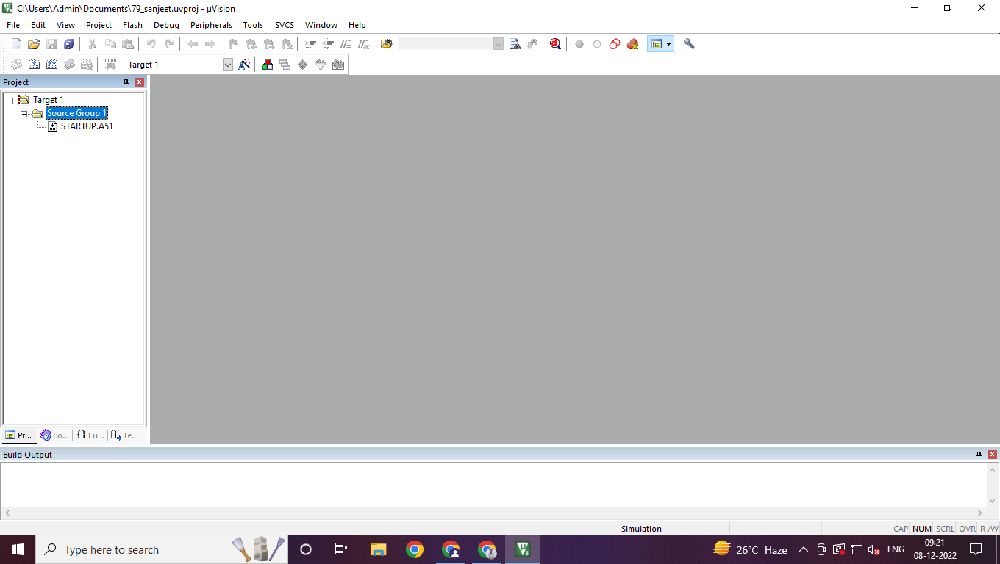 C:\Users\Admin\Documents\79_sanjeet.uvproj - µVision
File Edit View Project Flash Debug Peripherals Tools SVCS Window Help
LOAD
Target 1
Project
Target 1
Source Group 1
STARTUP.A51
Pr... Bo... {} Fu... {} Te...
Build Output
Simulation
CAP NUM SCRL OVR R /W
Type here to search
26°C Haze
ENG
09:21
08-12-2022